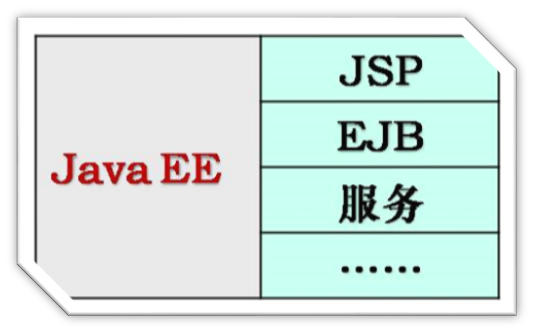 Java EE
JSP
EJB
服务
……